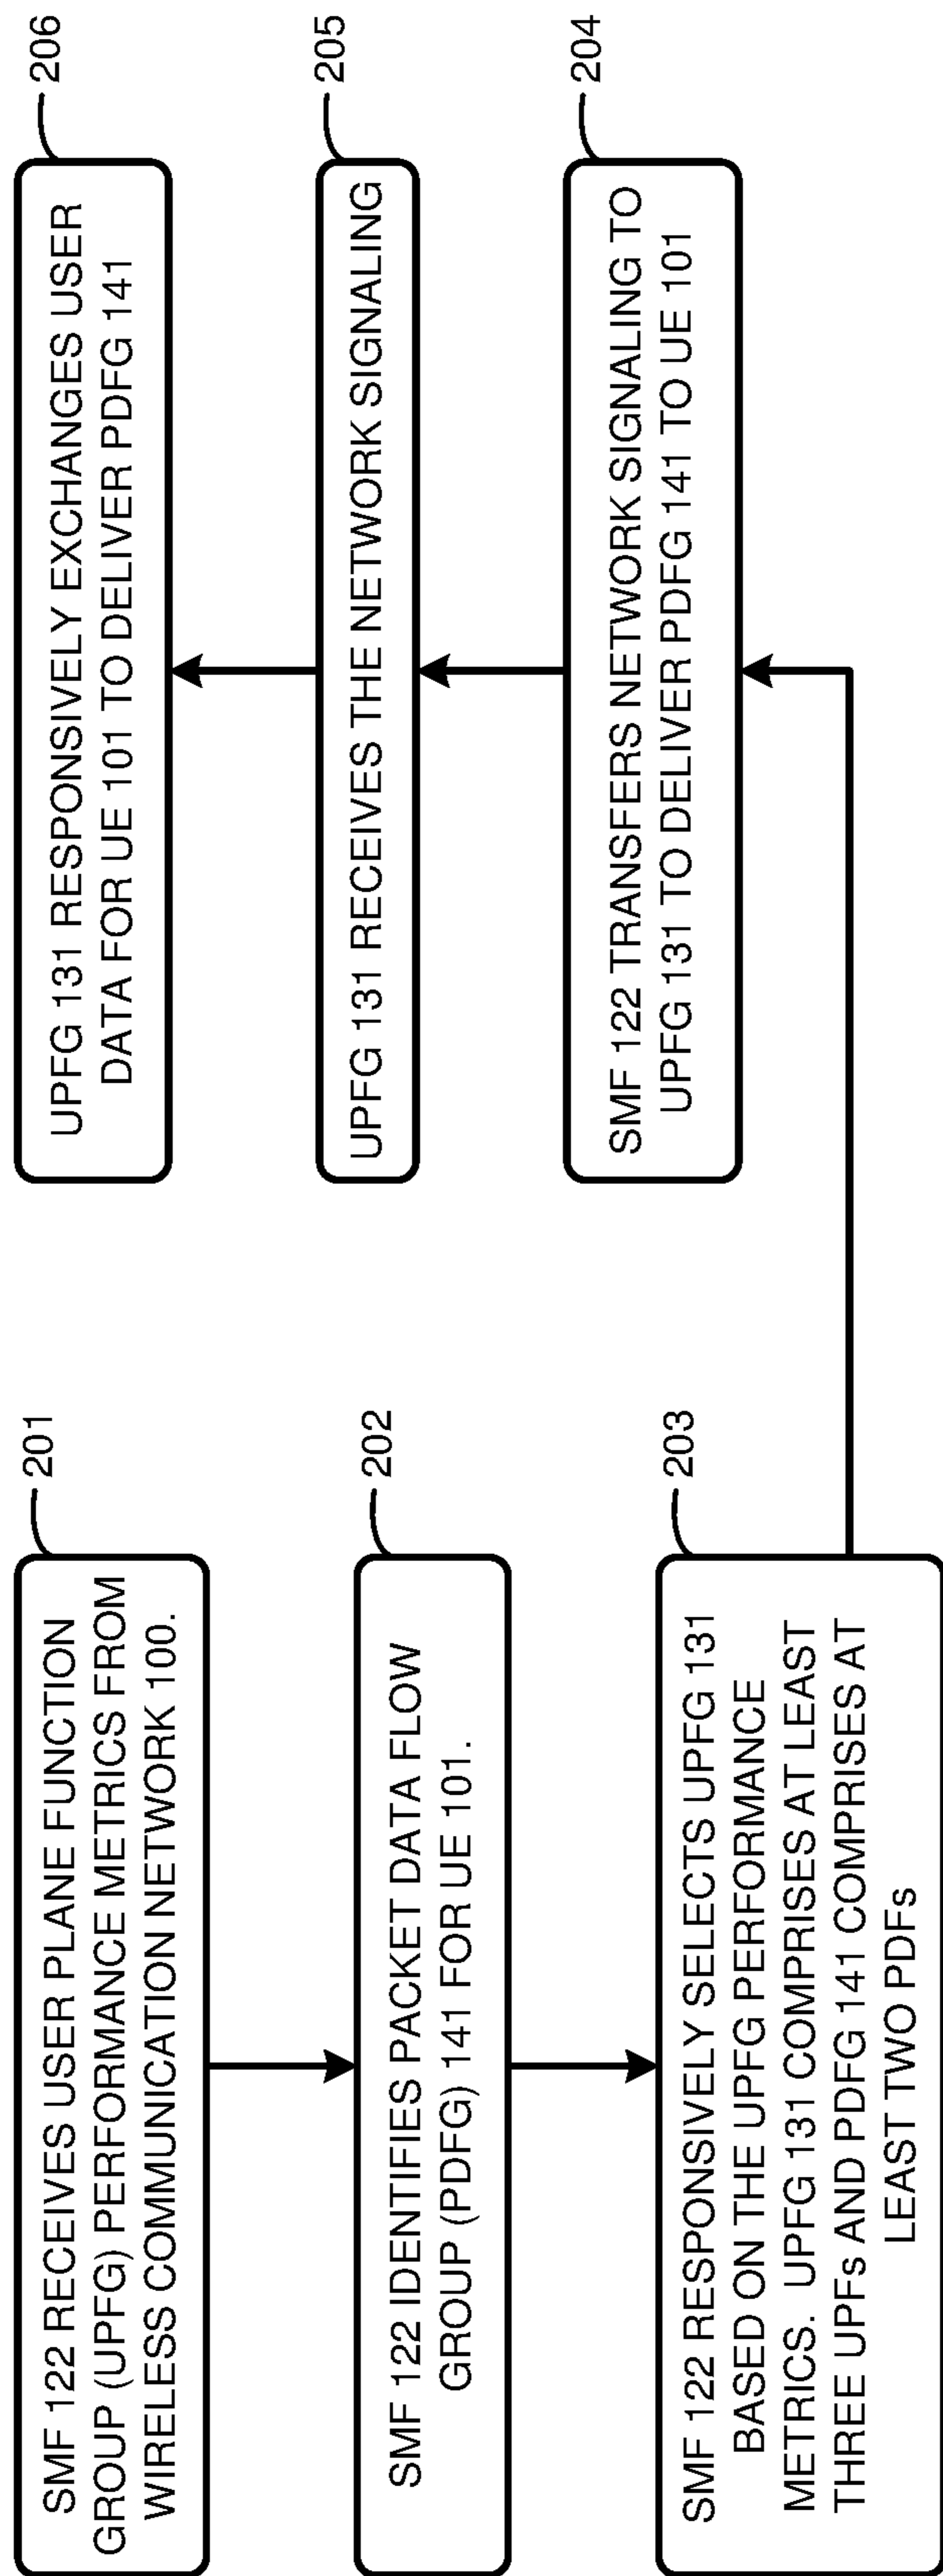 SMF 122 RECEIVES USER PLANE FUNCTION
GROUP (UPFG) PERFORMANCE METRICS FROM
WIRELESS COMMUNICATION NETWORK 100.
201
SMF 122 IDENTIFIES PACKET DATA FLOW
GROUP (PDFG) 141 FOR UE 101.
202
SMF 122 RESPONSIVELY SELECTS UPFG 131
BASED ON THE UPFG PERFORMANCE
METRICS. UPFG 131 COMPRISES AT LEAST
THREE UPFs AND PDFG 141 COMPRISES AT
LEAST TWO PDFs
203
SMF 122 TRANSFERS NETWORK SIGNALING TO
UPFG 131 TO DELIVER PDFG 141 TO UE 101
204
UPFG 131 RECEIVES THE NETWORK SIGNALING
205
UPFG 131 RESPONSIVELY EXCHANGES USER
DATA FOR UE 101 TO DELIVER PDFG 141
206